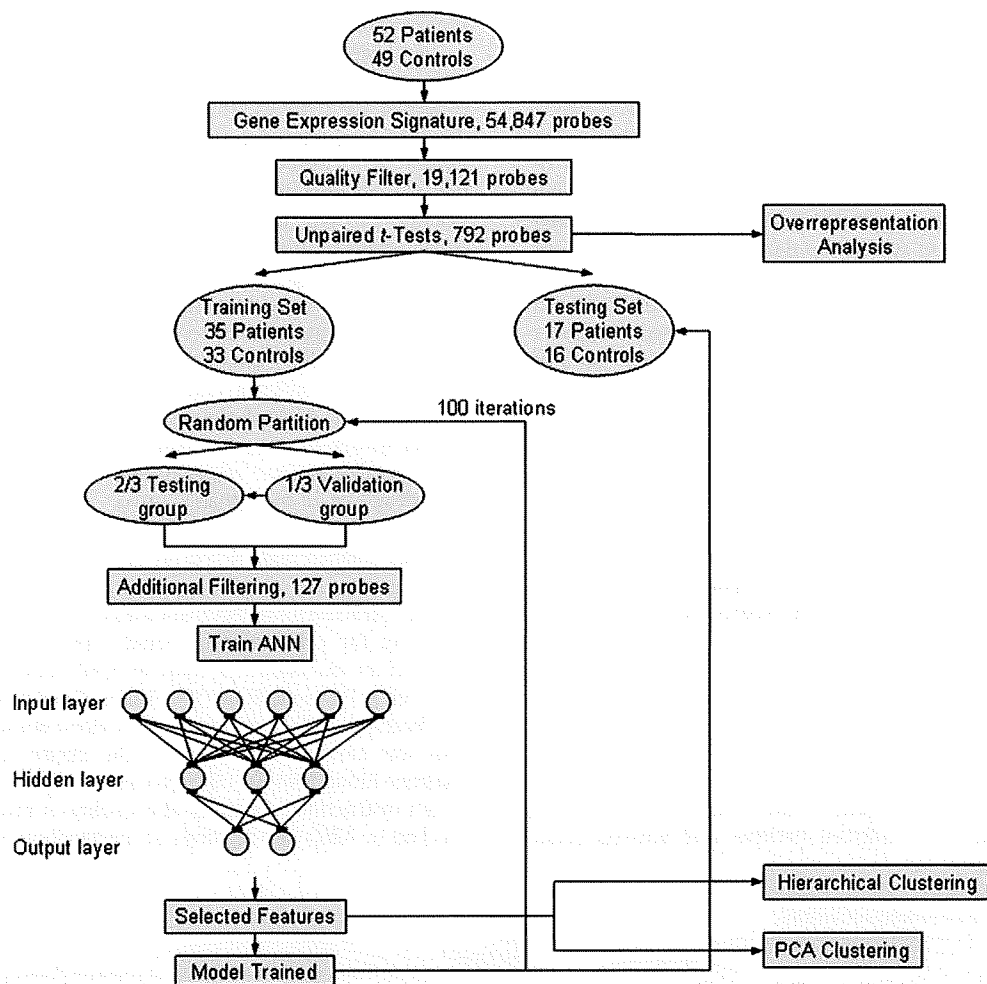 52 Patients
49 Controls
Gene Expression Signature, 54,847 probes
Quality Filter, 19,121 probes
Unpaired t-Tests, 792 probes
Overrepresentation
Analysis
Training Set
35 Patients
33 Controls
Testing Set
17 Patients
16 Controls
100 iterations
Random Partition
2/3 Testing
group
1/3 Validation
group
Additional Filtering, 127 probes
Train ANN
Input layer
Hidden layer
Output layer
Hierarchical Clustering
Selected Features
PCA Clustering
Model Trained